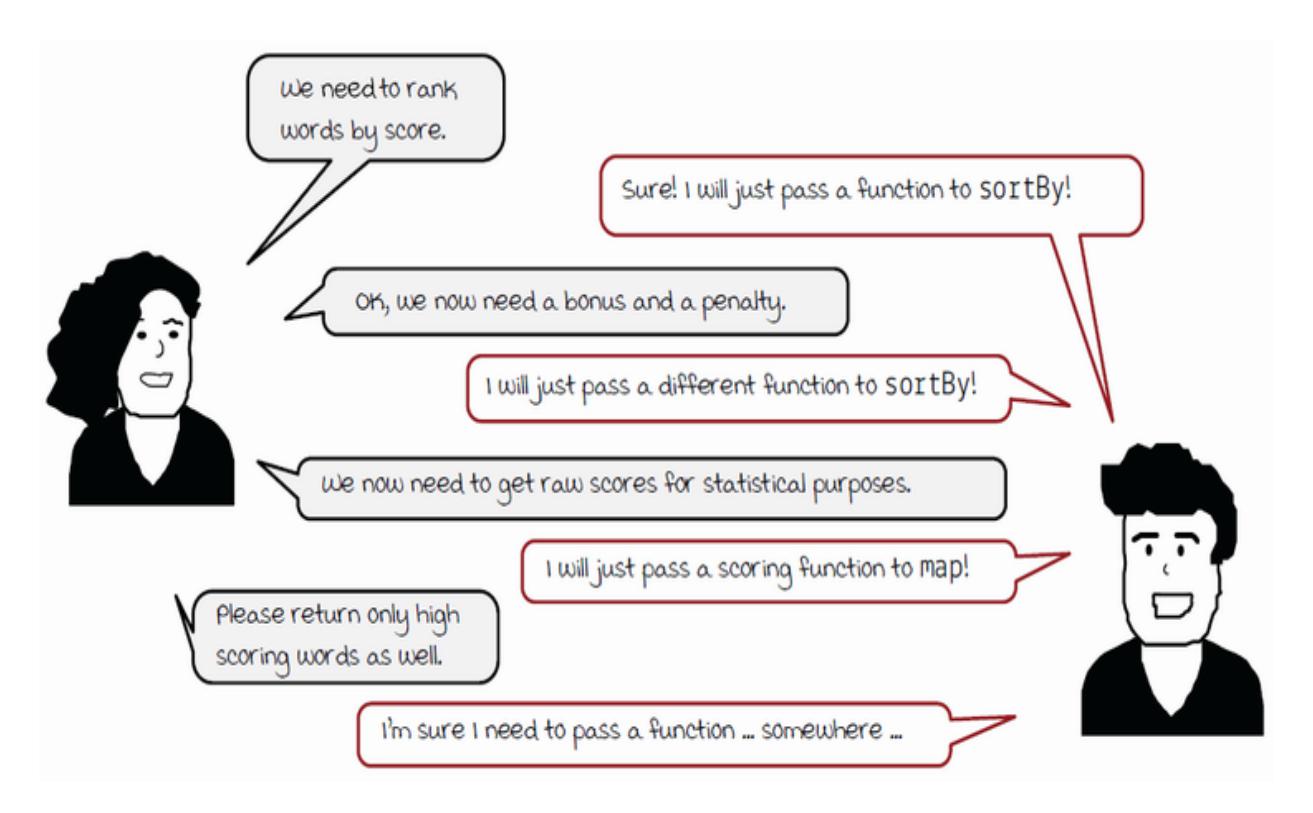 We need to rank
words by score.
Sure! I will just pass a function to sortBy!
OK, we now need a bonus and a penalty.
I will just pass a different function to sortBy!
We now need to get raw scores for statistical purposes.
I will just pass a scoring function to map!
Please return only high
scoring words as well.
I'm sure I need to pass a function ... somewhere ...